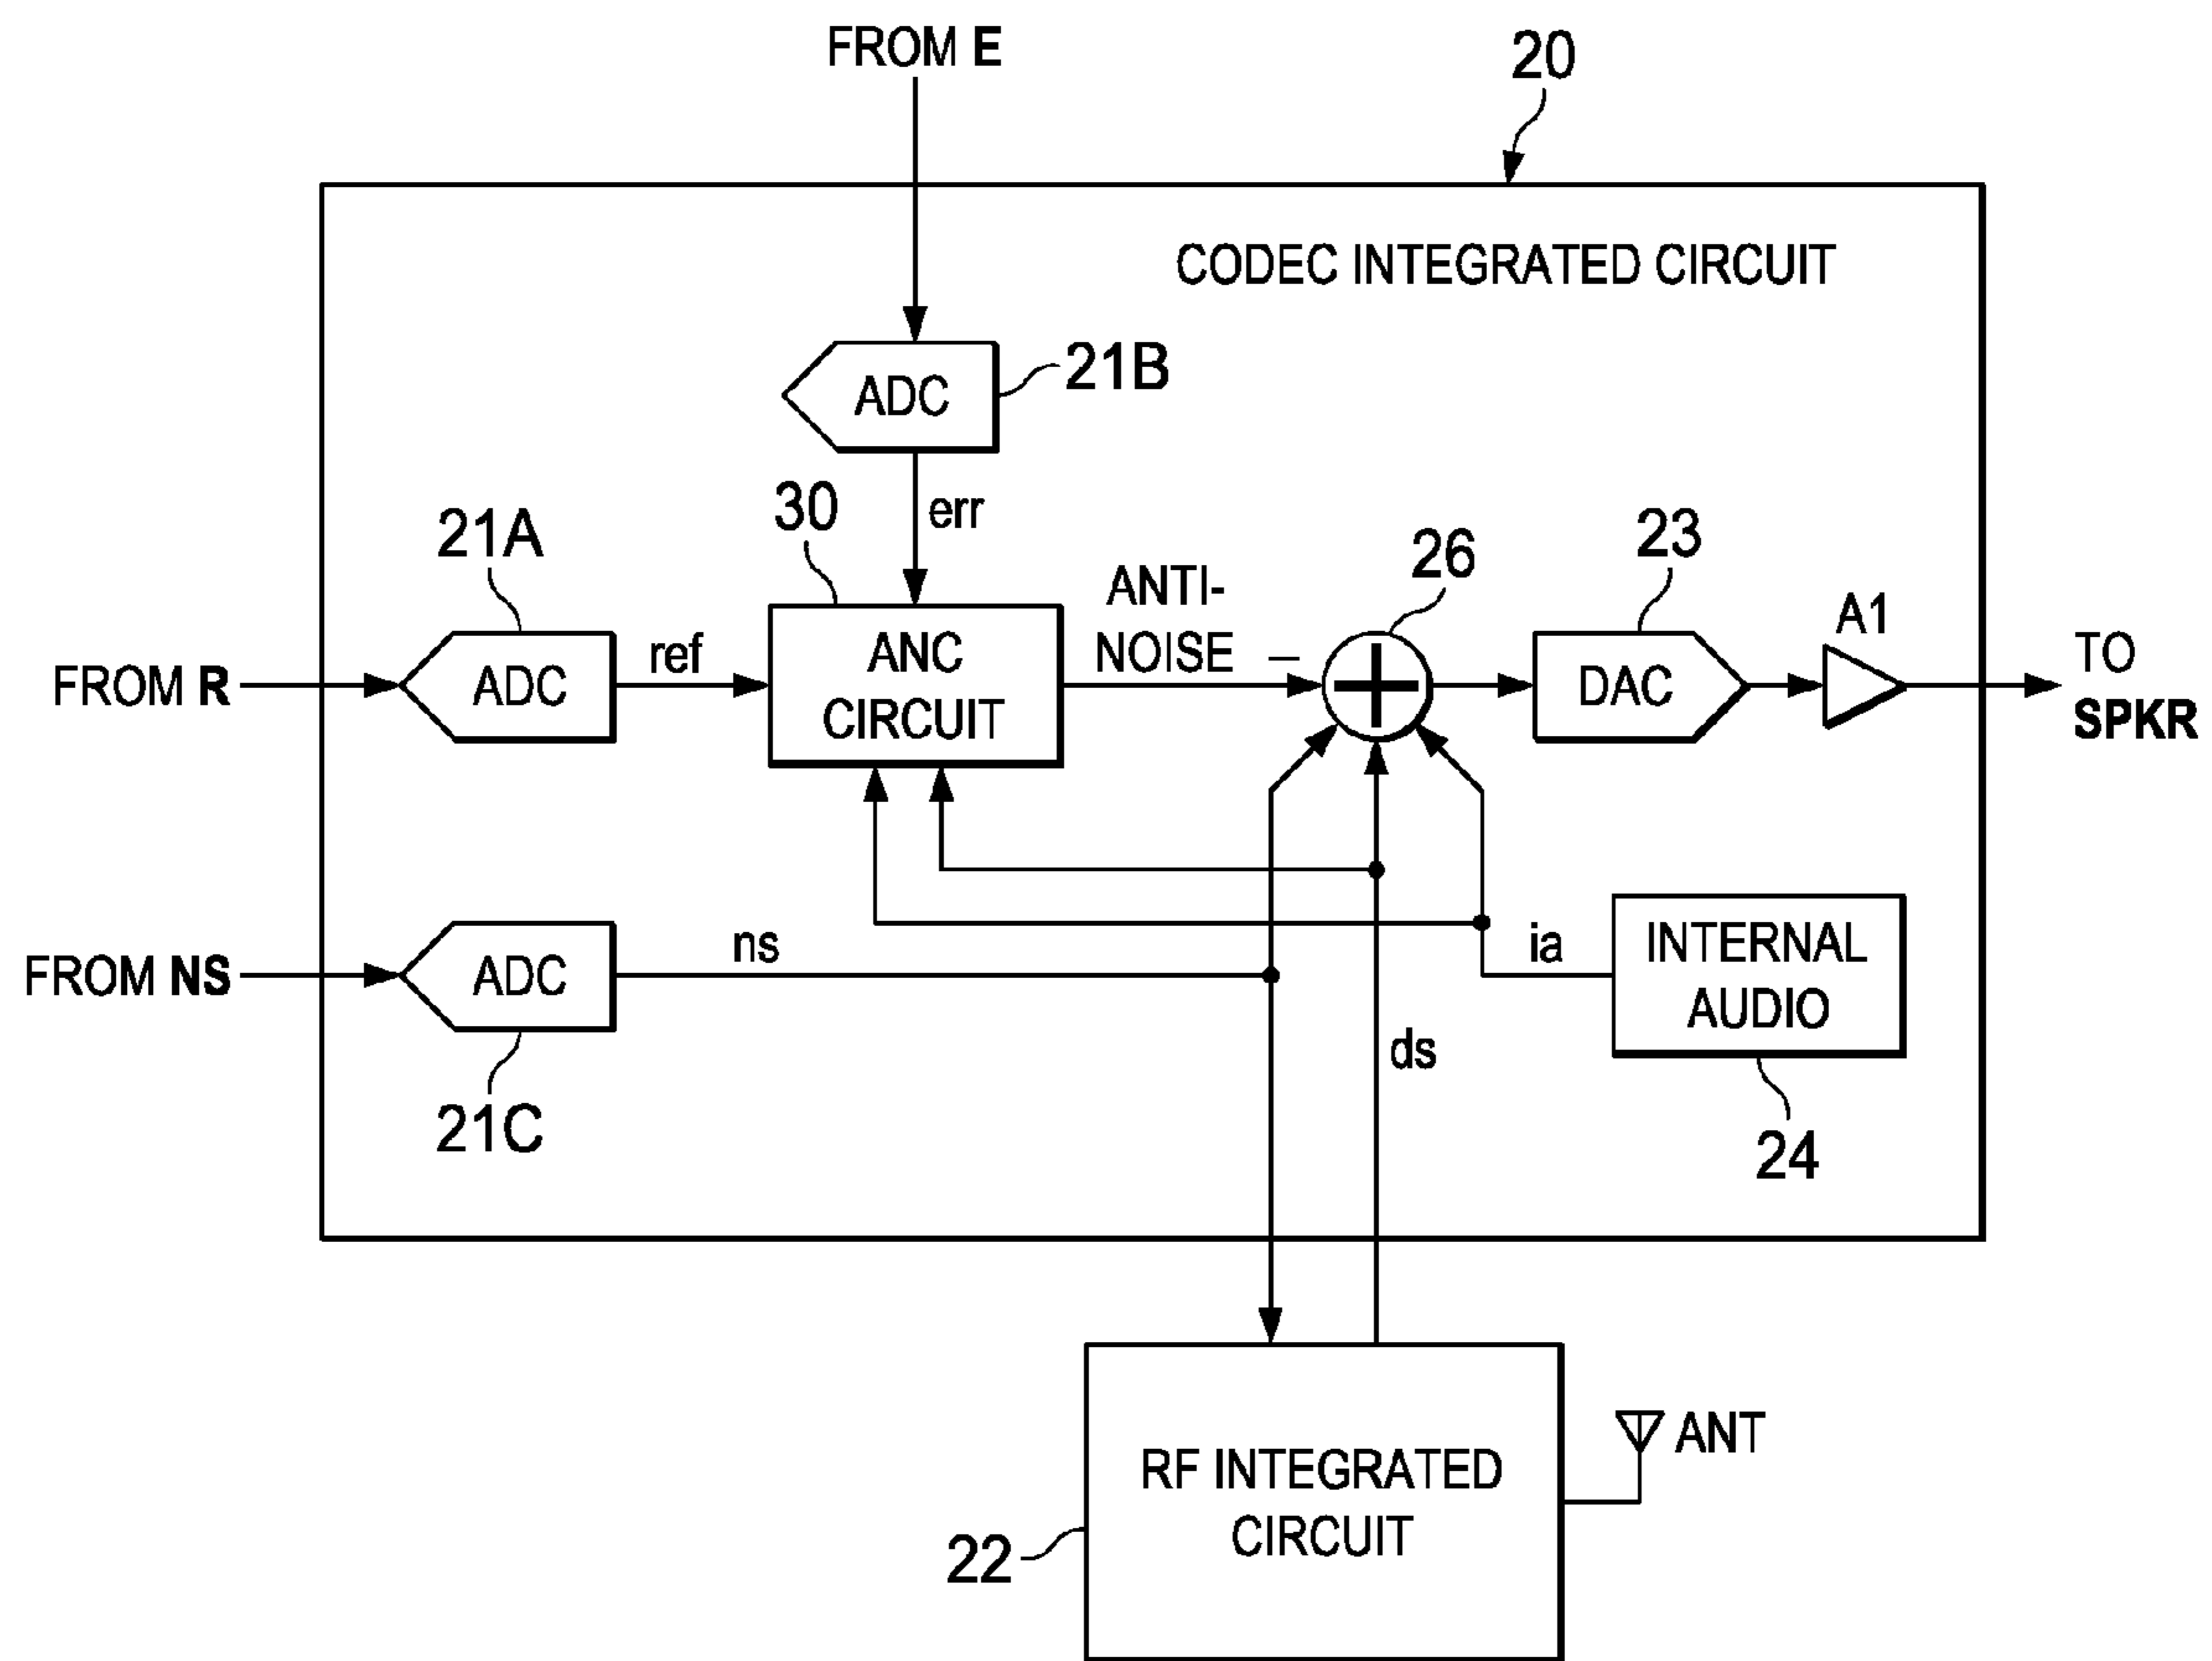 FROM E
20
CODEC INTEGRATED CIRCUIT
ADC
21B
30
err
21A
ANTI-
NOISE
–
26
23
A1
FROM R
ADC
ref
ANC
CIRCUIT
DAC
TO
SPKR
FROM NS
ADC
ns
ia
INTERNAL
AUDIO
ds
21C
24
RF INTEGRATED
CIRCUIT
ANT
22